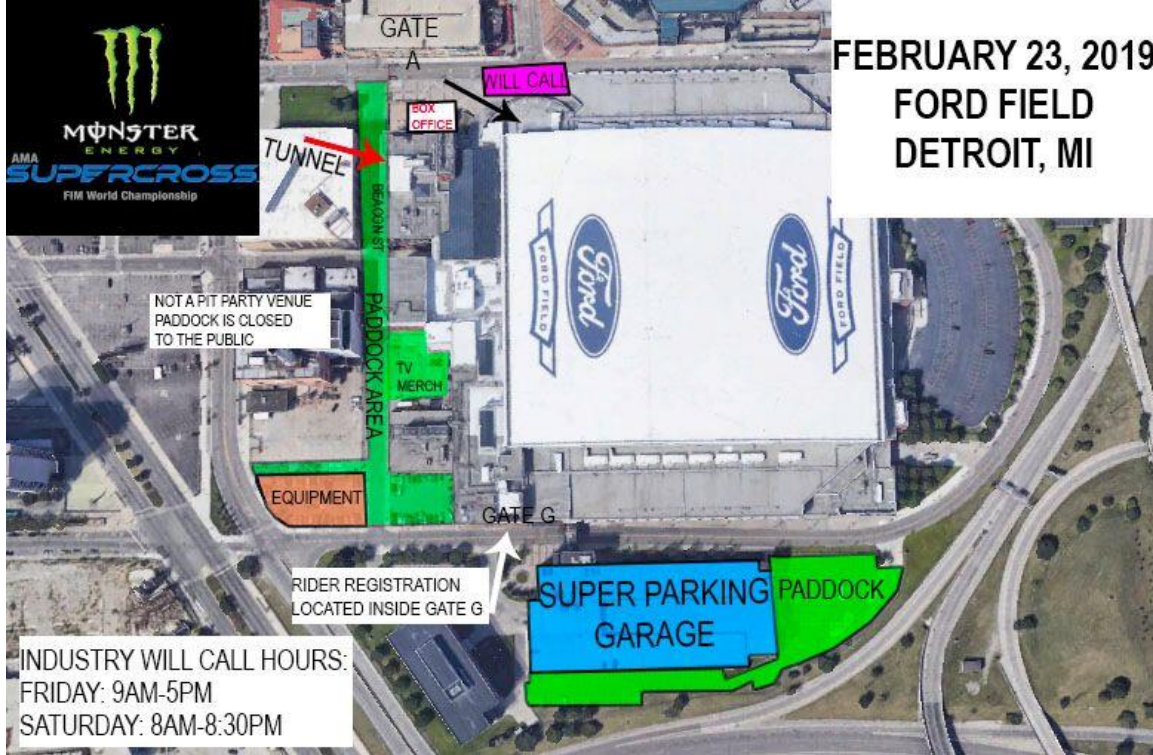 MONSTER
ENERGY
AMA
SUPERCROSS
FIM World Championship
FEBRUARY 23, 2019
FORD FIELD
DETROIT, MI
GATE
A
WILL CALL
BOX
OFFICE
TUNNEL
BEACON ST
PADDOCK AREA
NOT A PIT PARTY VENUE
PADDOCK IS CLOSED
TO THE PUBLIC
TV
MERCH
FORD FIELD
Ford
Ford
FORD FIELD
EQUIPMENT
GATE G
RIDER REGISTRATION
LOCATED INSIDE GATE G
SUPER PARKING
GARAGE
PADDOCK
INDUSTRY WILL CALL HOURS:
FRIDAY: 9AM-5PM
SATURDAY: 8AM-8:30PM